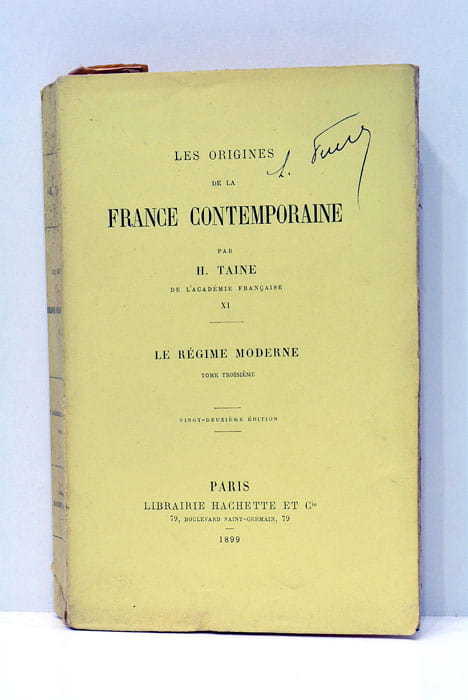 LES ORIGINES
DE LA
FRANCE CONTEMPORAINE
PAR
H. TAINE
DE L'ACADÉMIE FRANÇAISE
XI
LE RÉGIME MODERNE
TOME TROISIÈME
VINGT-DEUXIÈME ÉDITION
PARIS
LIBRAIRIE HACHETTE ET Cie
79, BOULEVARD SAINT-GERMAIN, 79
1899